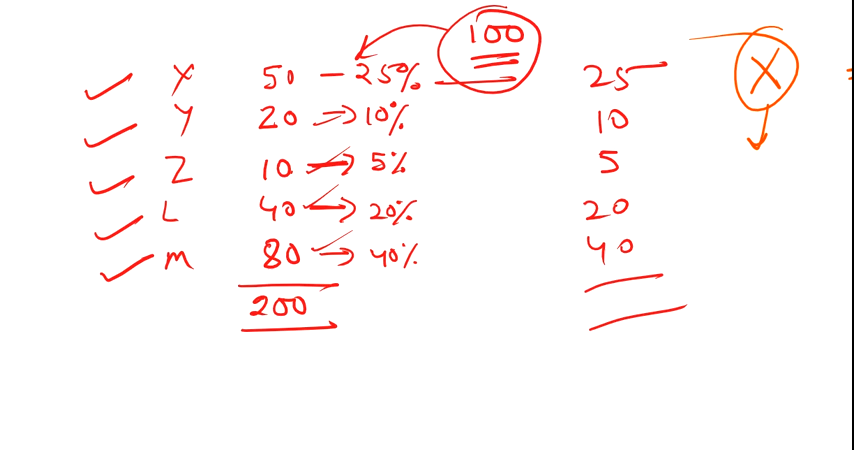 100
X 50 — 25% 25 X
Y 20 → 10% 10
Z 10 → 5% 5
L 40 → 20% 20
m 80 → 40% 40
200